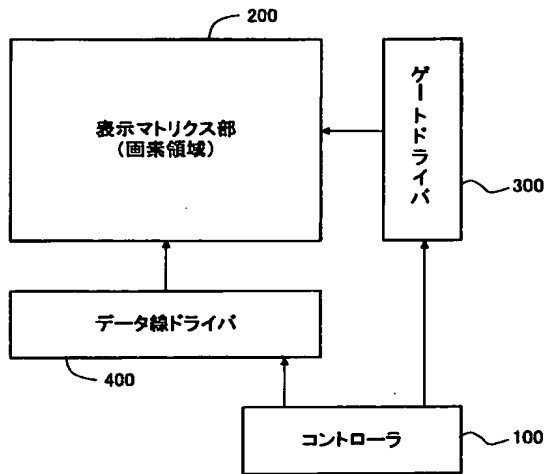 200
表示マトリクス部
(画素領域)
ゲートドライバ
300
データ線ドライバ
400
コントローラ
100